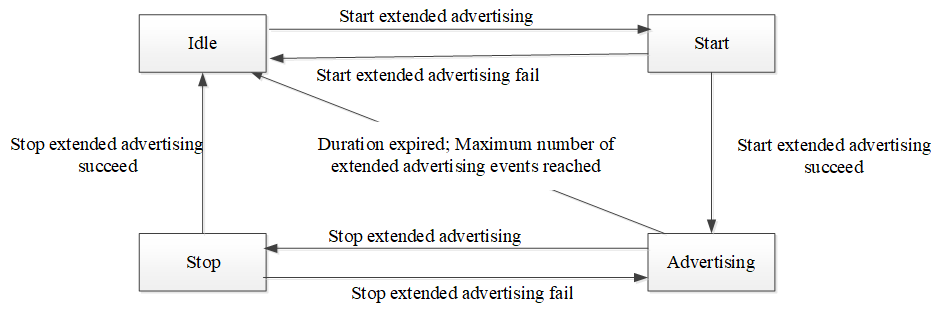 Start extended advertising
Idle
Start
Start extended advertising fail
Stop extended advertising
succeed
Duration expired; Maximum number of
extended advertising events reached
Start extended advertising
succeed
Stop extended advertising
Stop
Advertising
Stop extended advertising fail